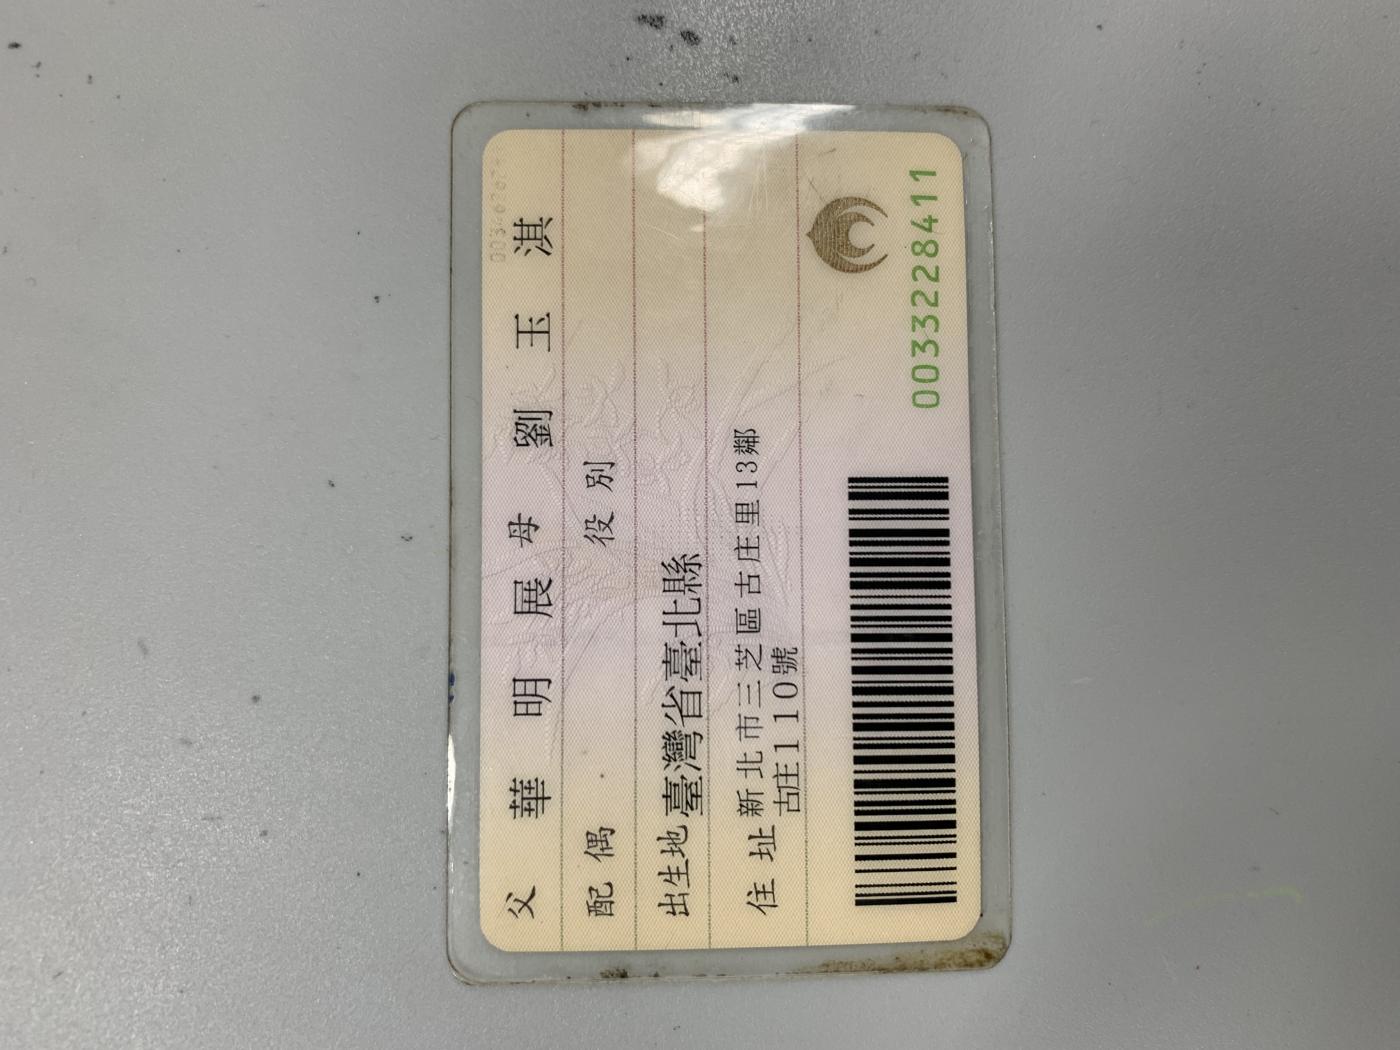 父 華明展 母 劉玉淇
配偶 役別
出生地 臺灣省臺北縣
住址 新北市三芝區古庄里13鄰
古庄1110號
0033228411